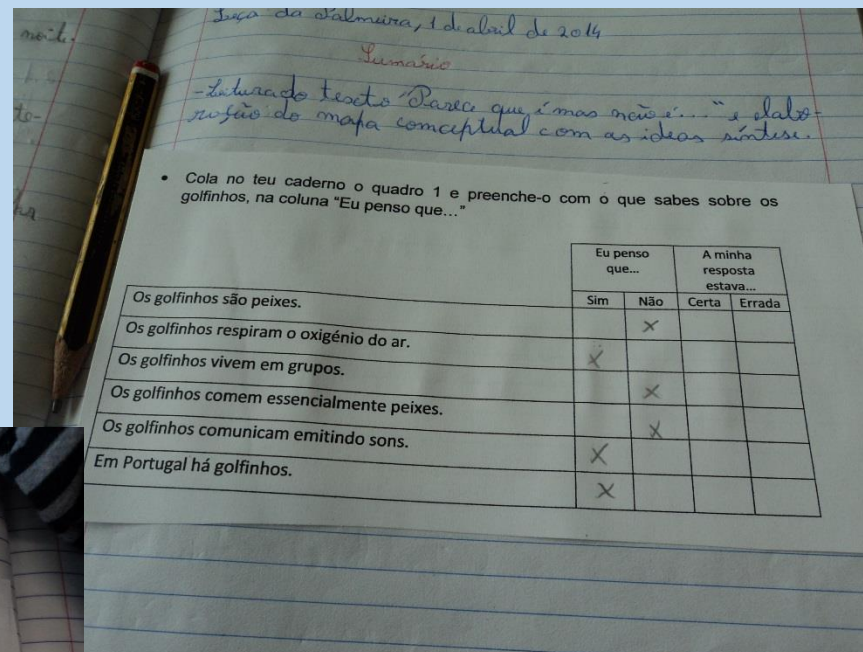 noite.
Leça da Palmeira, 1 de abril de 2014
Sumário
- Leitura do texto "Parece que é mas não é..." e elabo-
ração do mapa conceptual com as ideas síntese.
to-
• Cola no teu caderno o quadro 1 e preenche-o com o que sabes sobre os
golfinhos, na coluna "Eu penso que..."
Eu penso que... A minha resposta estava...
Sim Não Certa Errada
Os golfinhos são peixes. X
Os golfinhos respiram o oxigénio do ar. X
Os golfinhos vivem em grupos. X
Os golfinhos comem essencialmente peixes. X
Os golfinhos comunicam emitindo sons. X
Em Portugal há golfinhos. X